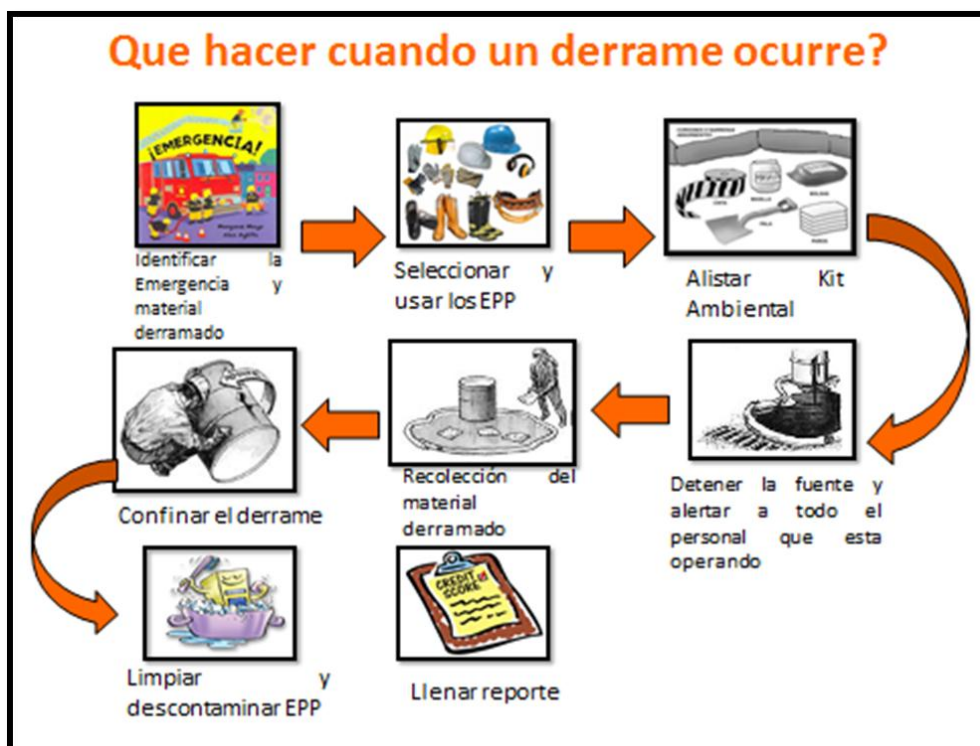 Que hacer cuando un derrame ocurre?
¡EMERGENCIA!
Identificar la
Emergencia y
material
derramado
Seleccionar y
usar los EPP
Alistar Kit
Ambiental
Detener la fuente y
alertar a todo el
personal que esta
operando
Recolección del
material
derramado
Confinar el derrame
Limpiar y
descontaminar EPP
CREDIT
SCORE
Llenar reporte